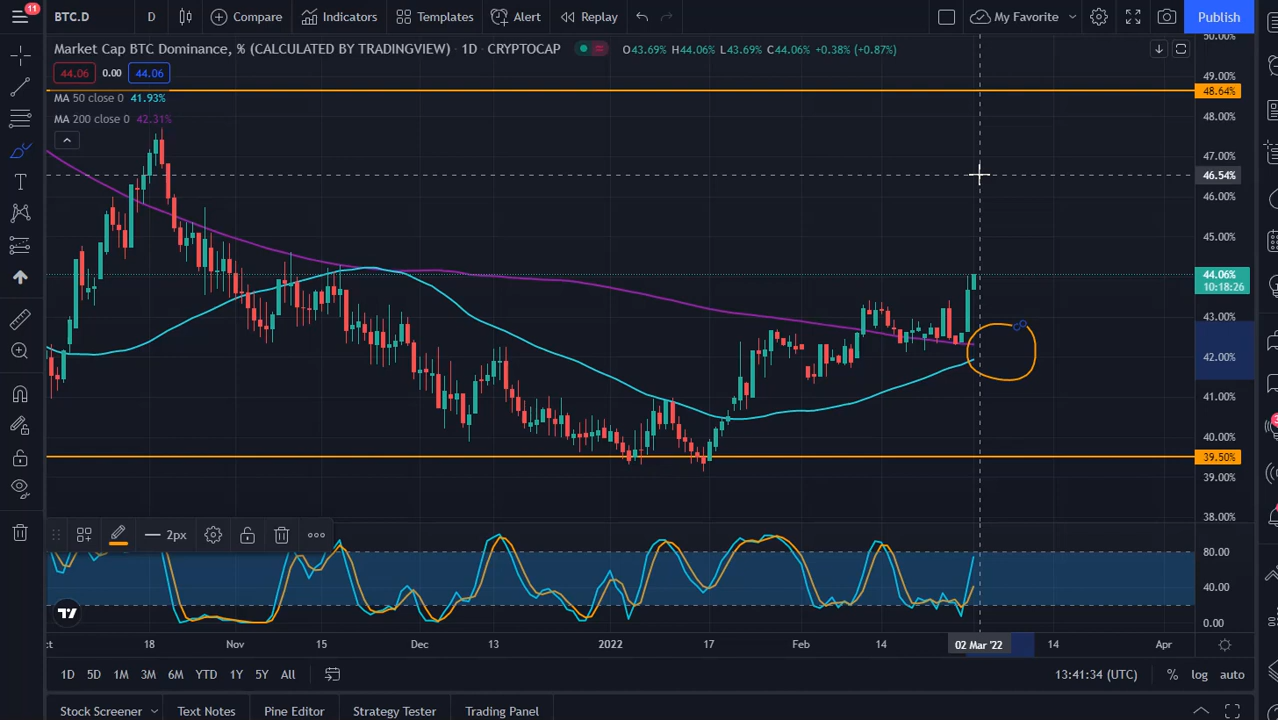 11
BTC.D D Compare Indicators Templates Alert Replay My Favorite Publish
Market Cap BTC Dominance, % (CALCULATED BY TRADINGVIEW) · 1D · CRYPTOCAP O43.69% H44.06% L43.69% C44.06% +0.38% (+0.87%)
44.06 0.00 44.06
MA 50 close 0 41.93%
MA 200 close 0 42.31%
50.00%
49.00%
48.64%
48.00%
47.00%
46.54%
46.00%
45.00%
44.06%
10:18:26
43.00%
42.00%
41.00%
40.00%
39.50%
39.00%
38.00%
2px
80.00
40.00
0.00
ct 18 Nov 15 Dec 13 2022 17 Feb 14 02 Mar '22 14 Apr
1D 5D 1M 3M 6M YTD 1Y 5Y All 13:41:34 (UTC) % log auto
Stock Screener Text Notes Pine Editor Strategy Tester Trading Panel